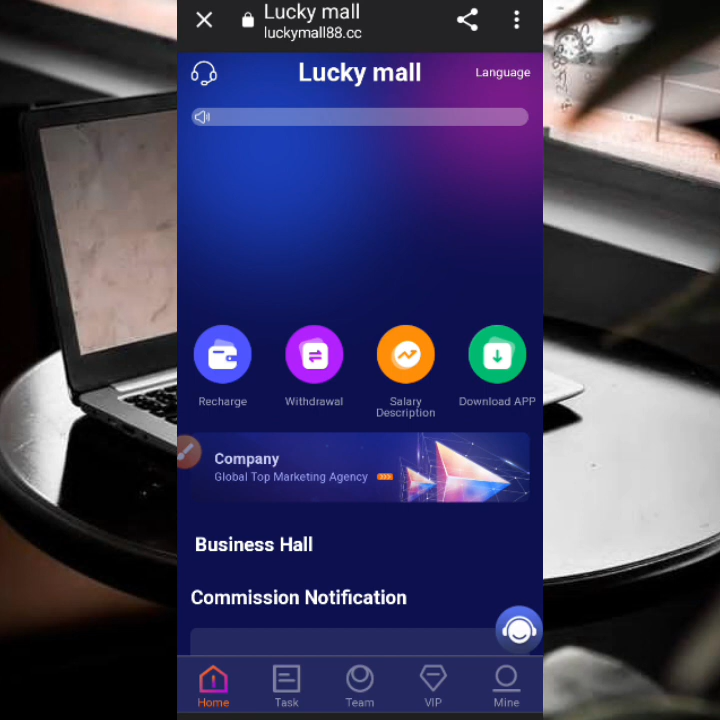 Lucky mall
luckymall88.cc
Lucky mall
Language
Recharge
Withdrawal
Salary
Description
Download APP
Company
Global Top Marketing Agency >>>
Business Hall
Commission Notification
Home
Task
Team
VIP
Mine